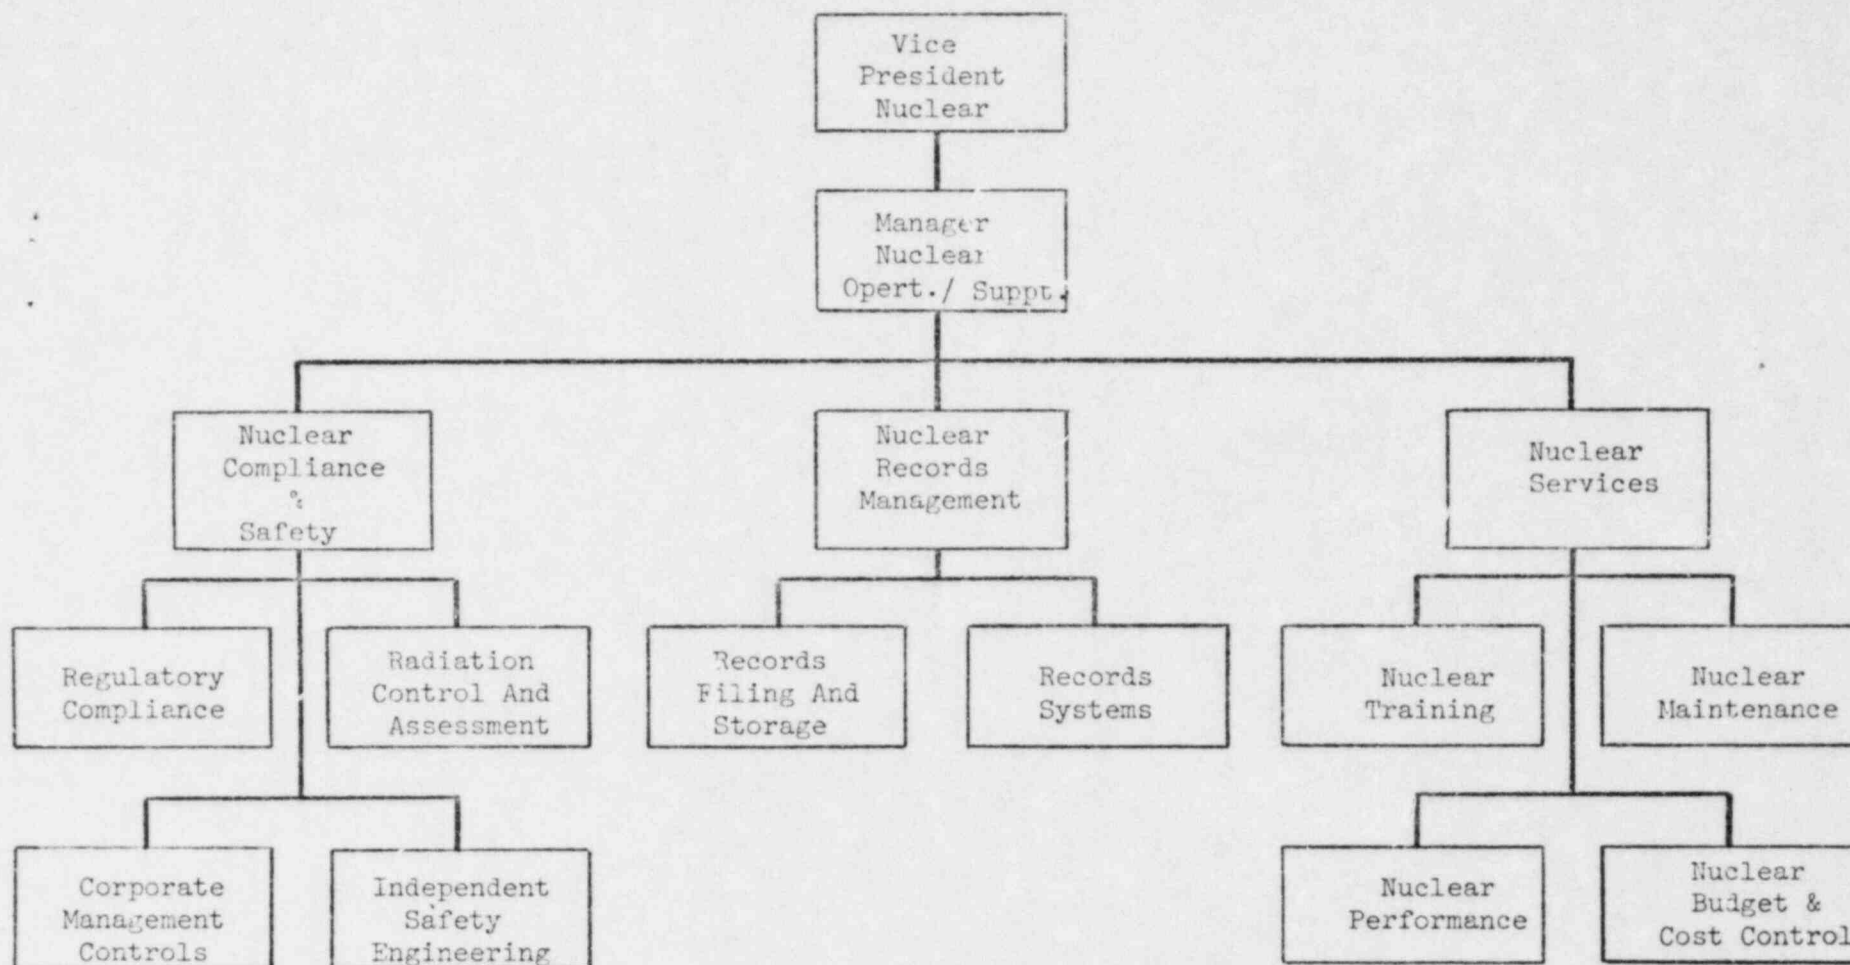 Vice
President
Nuclear
Manager
Nuclear
Opert./ Suppt.
Nuclear
Compliance
&
Safety
Nuclear
Records
Management
Nuclear
Services
Regulatory
Compliance
Radiation
Control And
Assessment
Records
Filing And
Storage
Records
Systems
Nuclear
Training
Nuclear
Maintenance
Corporate
Management
Controls
Independent
Safety
Engineering
Nuclear
Performance
Nuclear
Budget &
Cost Control